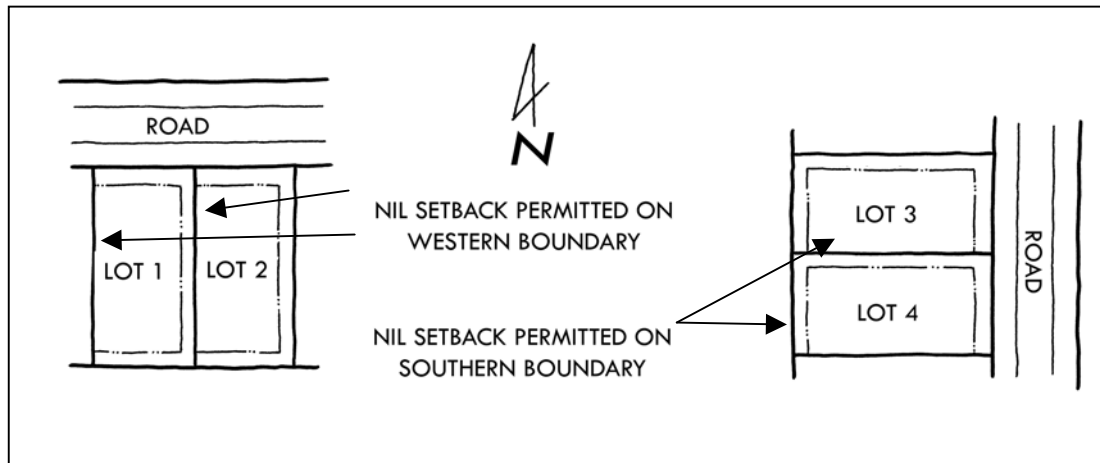 ROAD
N
NIL SETBACK PERMITTED ON
WESTERN BOUNDARY
LOT 1
LOT 2
NIL SETBACK PERMITTED ON
SOUTHERN BOUNDARY
LOT 3
LOT 4
ROAD